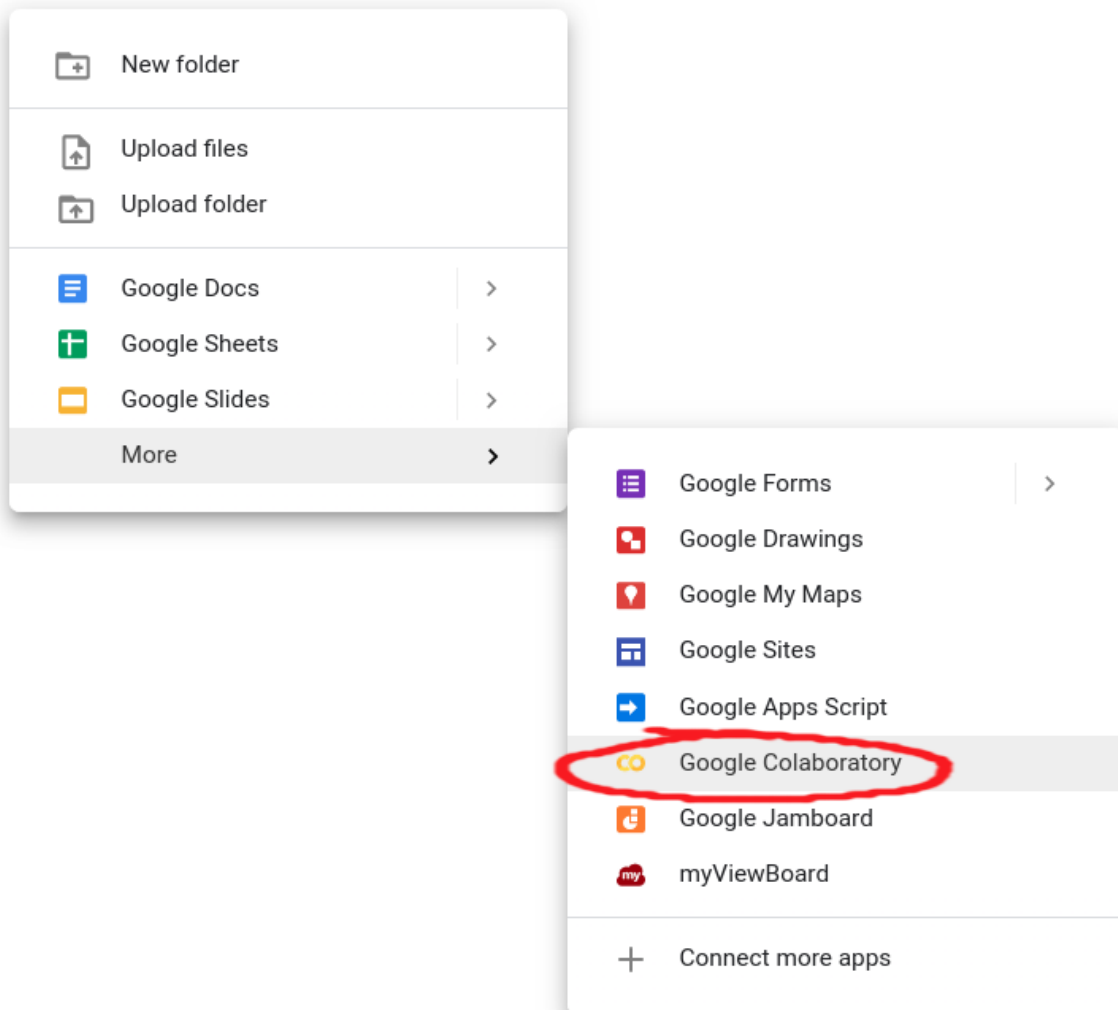 New folder
Upload files
Upload folder
Google Docs
Google Sheets
Google Slides
More
Google Forms
Google Drawings
Google My Maps
Google Sites
Google Apps Script
CO Google Colaboratory
Google Jamboard
my myViewBoard
Connect more apps